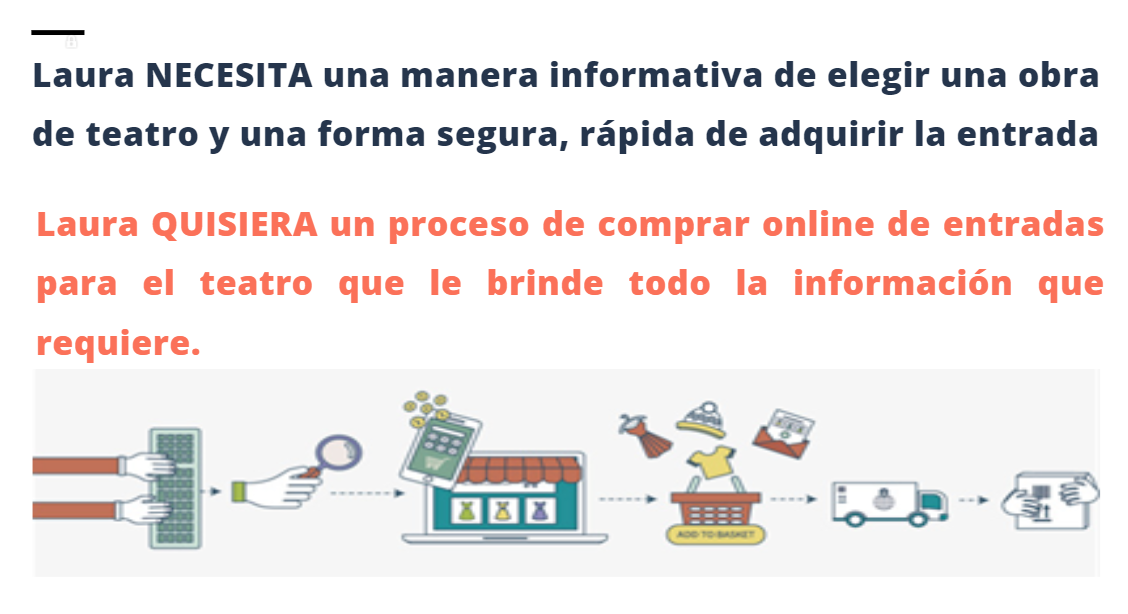 Laura NECESITA una manera informativa de elegir una obra
de teatro y una forma segura, rápida de adquirir la entrada
Laura QUISIERA un proceso de comprar online de entradas
para el teatro que le brinde todo la información que
requiere.
ADD TO BASKET